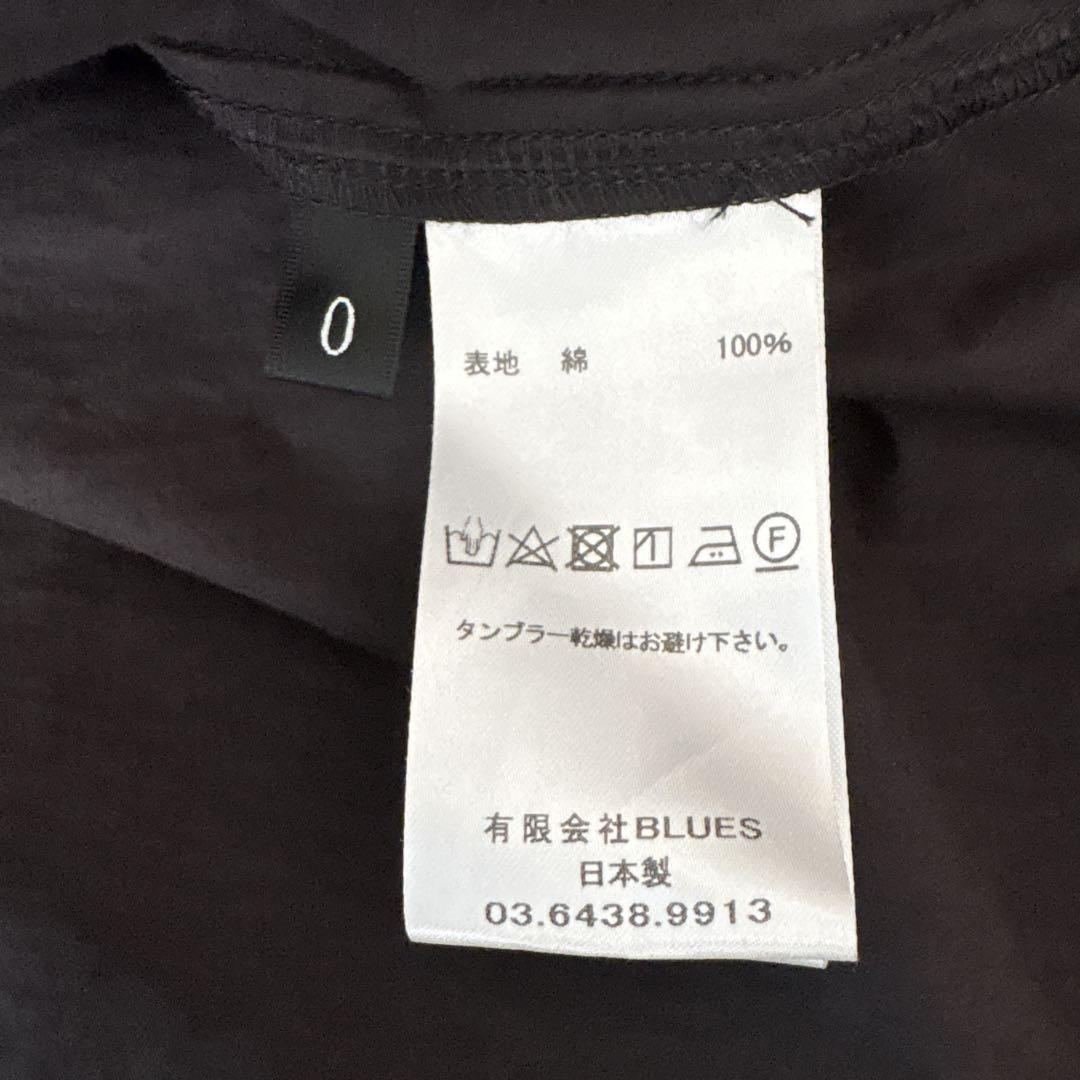 0
表地 綿 100%
F
タンブラー乾燥はお避け下さい。
有限会社BLUES
日本製
03.6438.9913